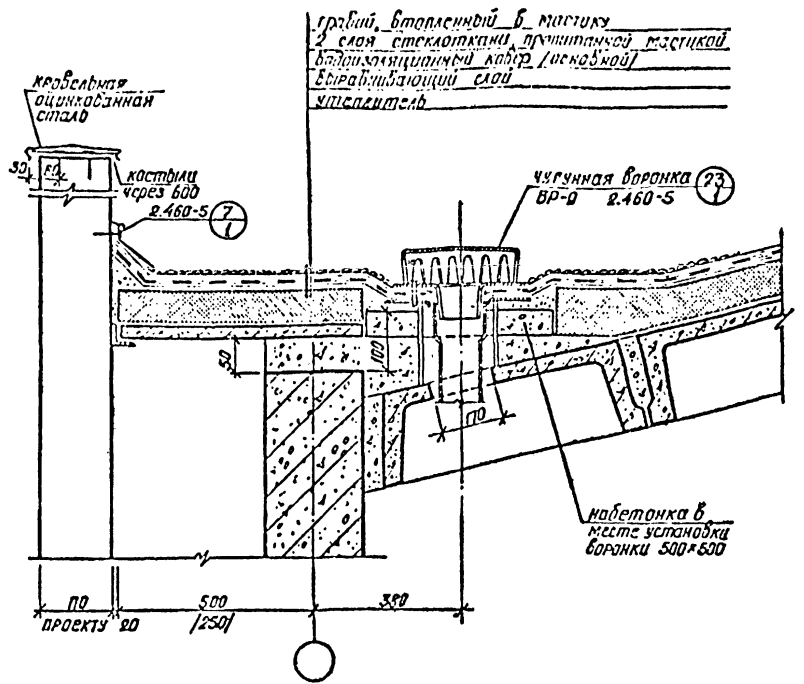 гравий, втопленный в мастику
2 слоя стеклоткани, пропитанной мастикой
водоизоляционный ковер /основной/
выравнивающий слой
утеплитель
кровельная
оцинкованная
сталь
30
костыли
через 600
2.460-5 7
1
чугунная воронка
ВР-9 2.460-5
23
1
50
100
170
набетонка в
месте установки
воронки 500×500
по
проекту
20
500
/250/
380